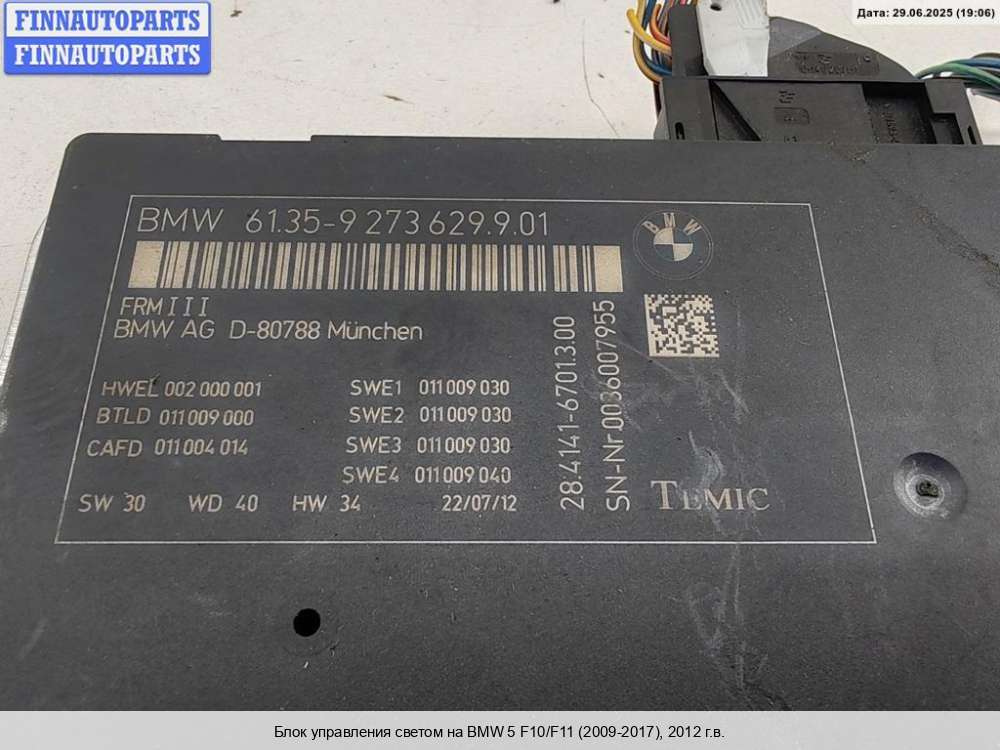 FINNAUTOPARTS
FINNAUTOPARTS
Дата: 29.06.2025 (19:06)
BMW 61.35-9 273 629.9.01
BMW
FRM III
BMW AG D-80788 München
HWEL 002 000 001
BTLD 011 009 000
CAFD 011 004 014
SWE1 011 009 030
SWE2 011 009 030
SWE3 011 009 030
SWE4 011 009 040
SW 30 WD 40 HW 34 22/07/12
28.4141-6701.3.00
SN-Nr0036007955
TEMIC
Блок управления светом на BMW 5 F10/F11 (2009-2017), 2012 г.в.